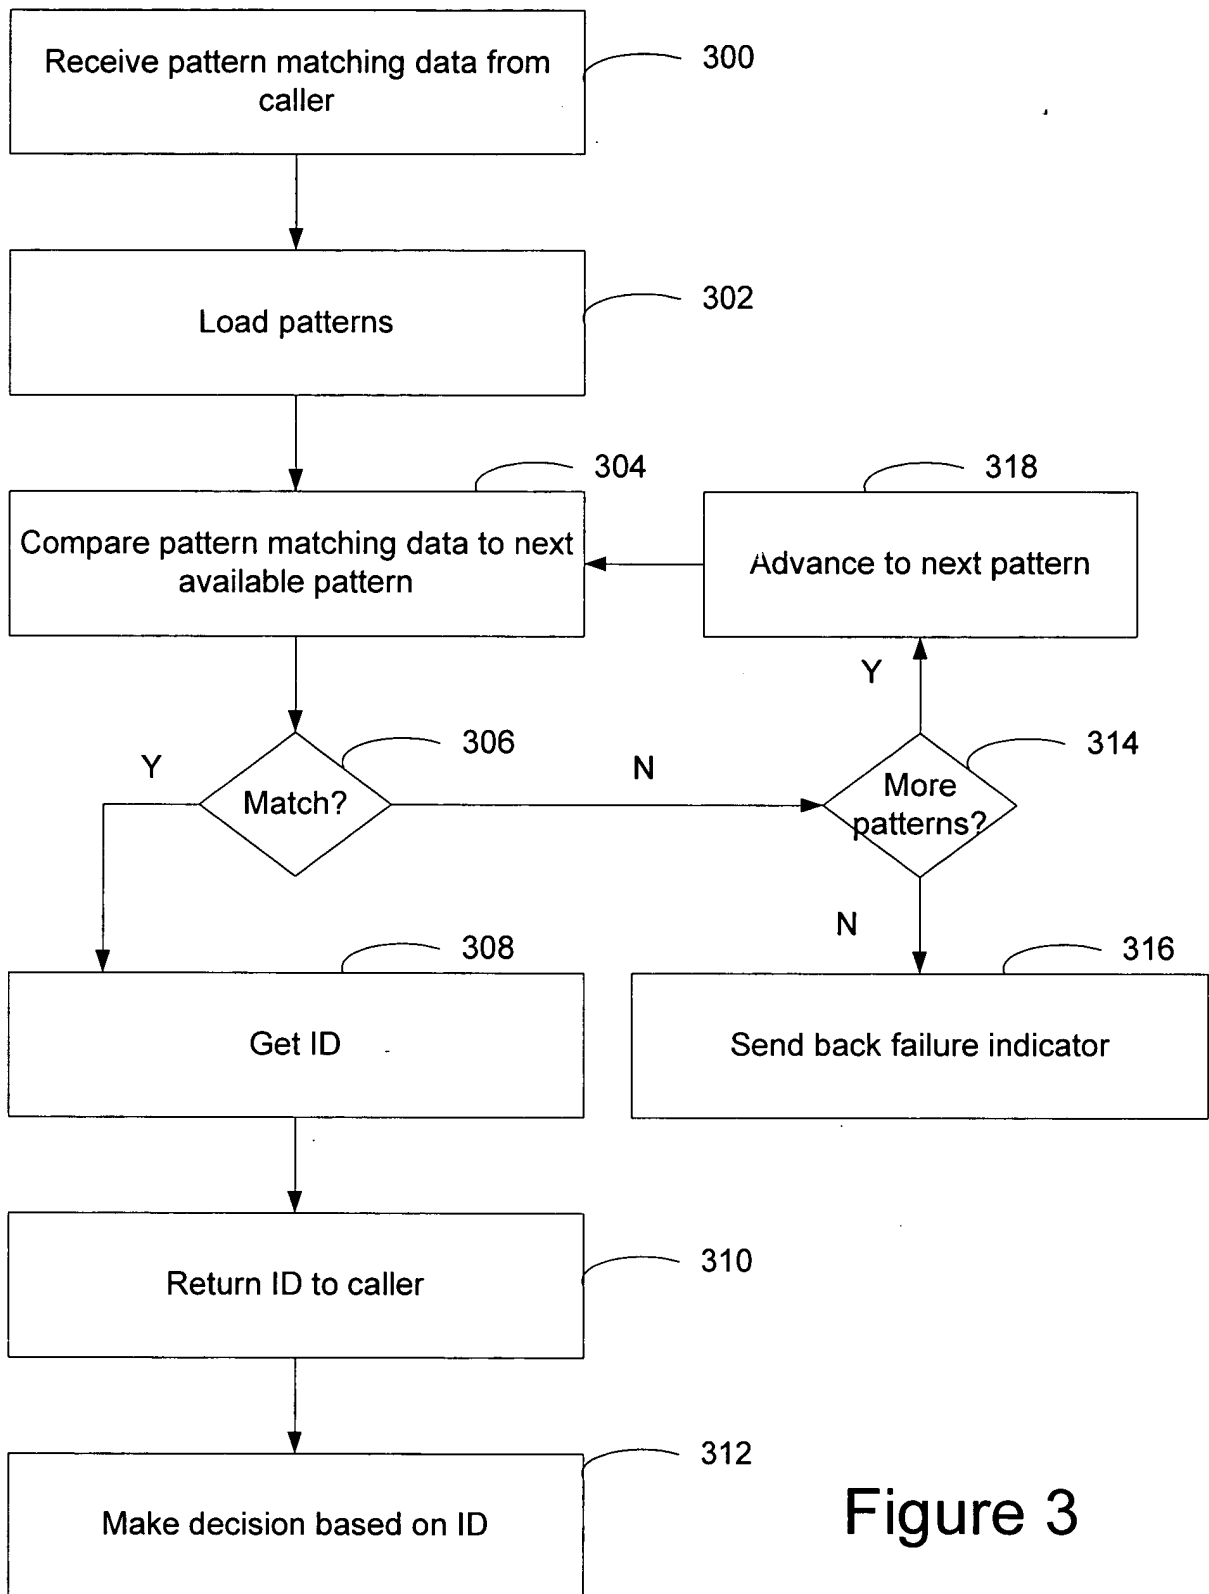 Receive pattern matching data from
caller
300
Load patterns
302
304
Compare pattern matching data to next
available pattern
318
Advance to next pattern
Y
306
Match?
Y
N
314
More
patterns?
N
308
Get ID
316
Send back failure indicator
310
Return ID to caller
312
Make decision based on ID
Figure 3